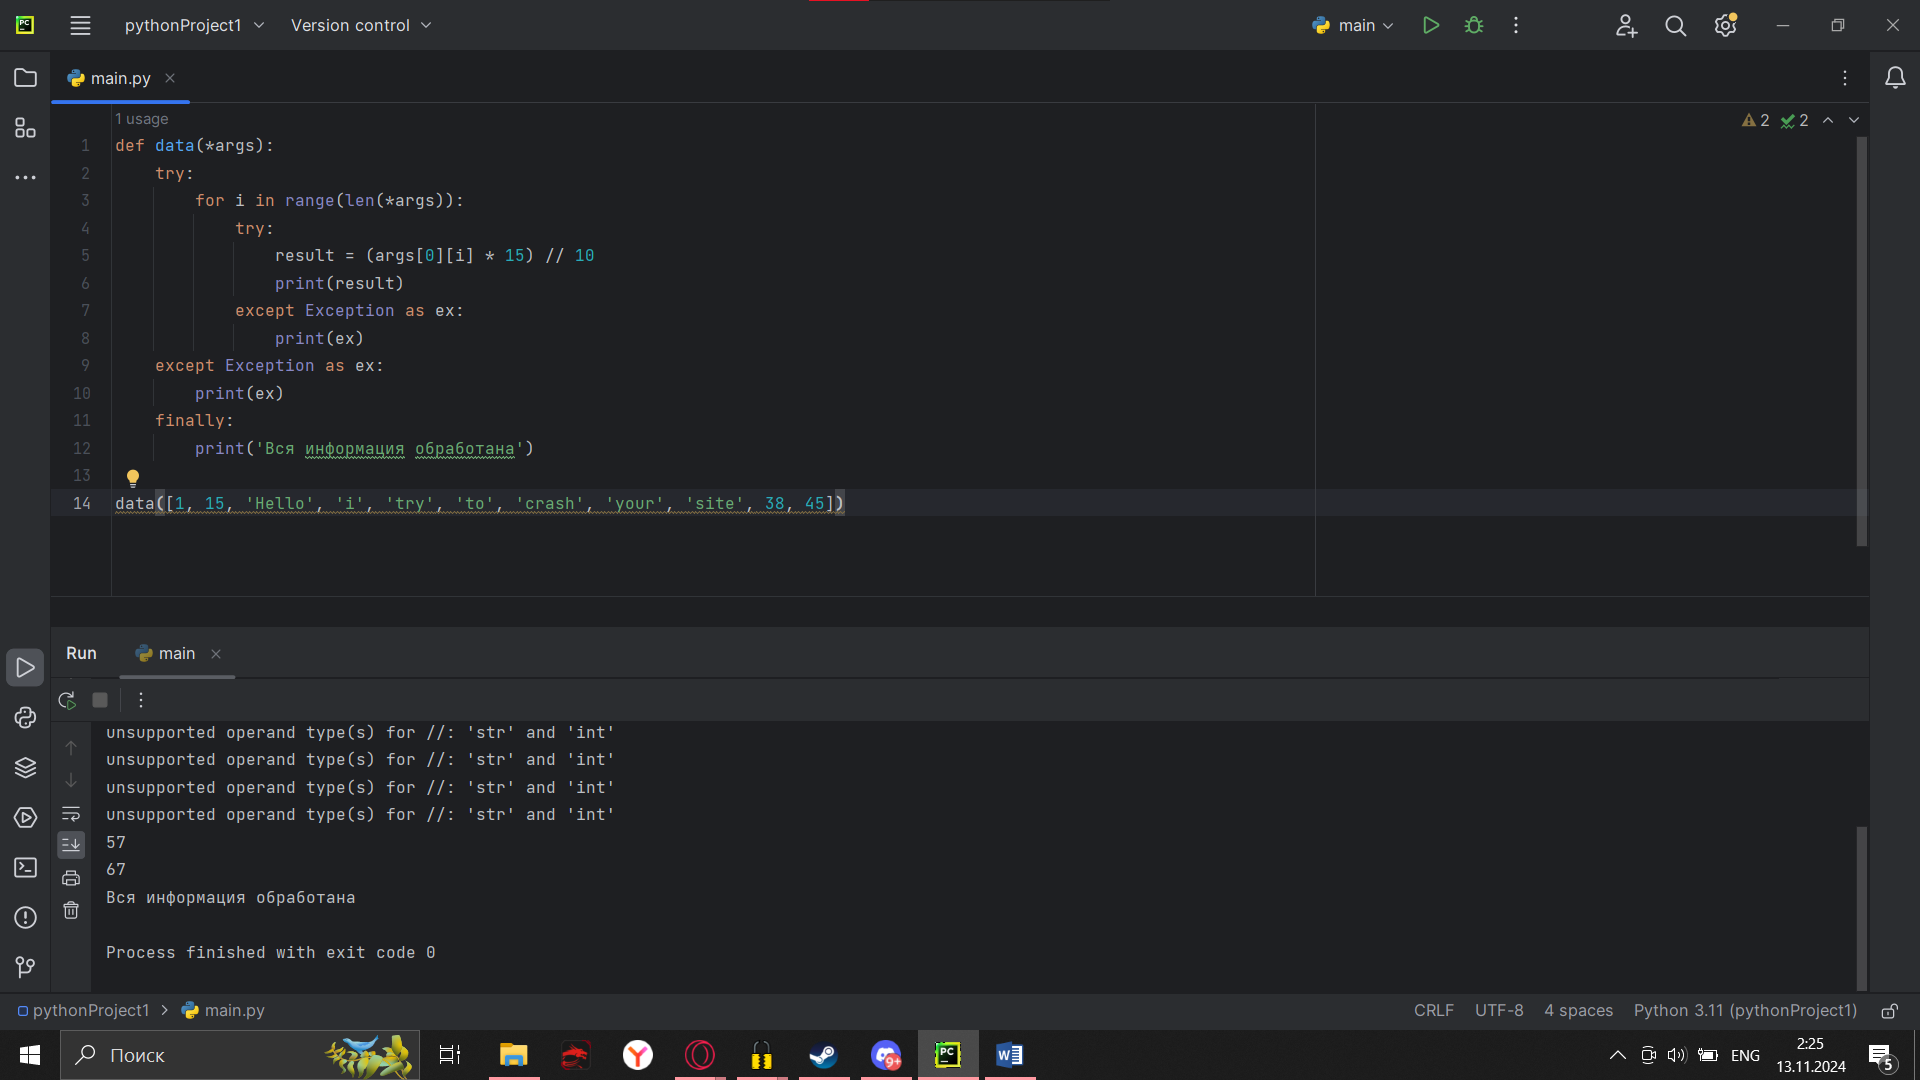 pythonProject1
Version control
main
main.py
1 usage
2 2
1 def data(*args):
2 try:
3 for i in range(len(*args)):
4 try:
5 result = (args[0][i] * 15) // 10
6 print(result)
7 except Exception as ex:
8 print(ex)
9 except Exception as ex:
10 print(ex)
11 finally:
12 print('Вся информация обработана')
13
14 data([1, 15, 'Hello', 'i', 'try', 'to', 'crash', 'your', 'site', 38, 45])
Run
main
unsupported operand type(s) for //: 'str' and 'int'
unsupported operand type(s) for //: 'str' and 'int'
unsupported operand type(s) for //: 'str' and 'int'
unsupported operand type(s) for //: 'str' and 'int'
57
67
Вся информация обработана
Process finished with exit code 0
pythonProject1 > main.py
CRLF UTF-8 4 spaces Python 3.11 (pythonProject1)
Поиск
9+
PC
W
ENG
2:25
13.11.2024
5